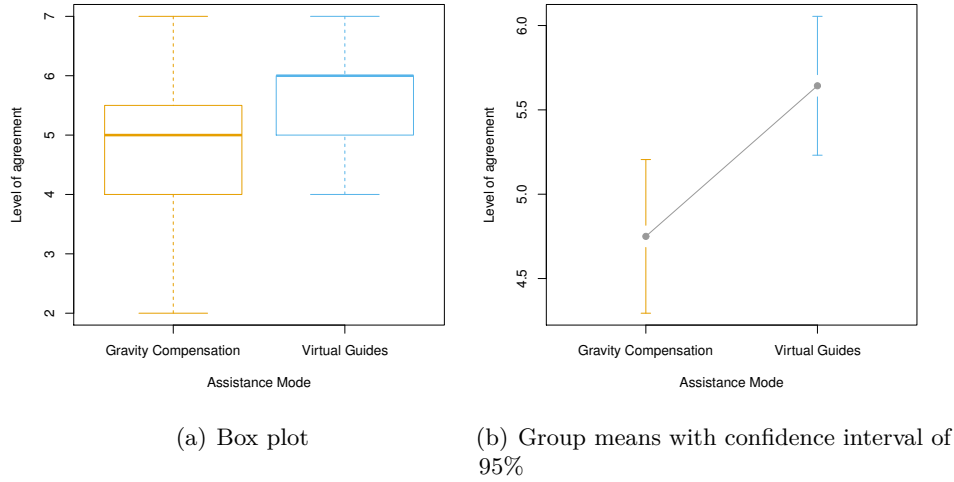 7
6
5
4
3
2
Level of agreement
Gravity Compensation
Virtual Guides
Assistance Mode
(a) Box plot
6.0
5.5
5.0
4.5
Level of agreement
Gravity Compensation
Virtual Guides
Assistance Mode
(b) Group means with confidence interval of
95%